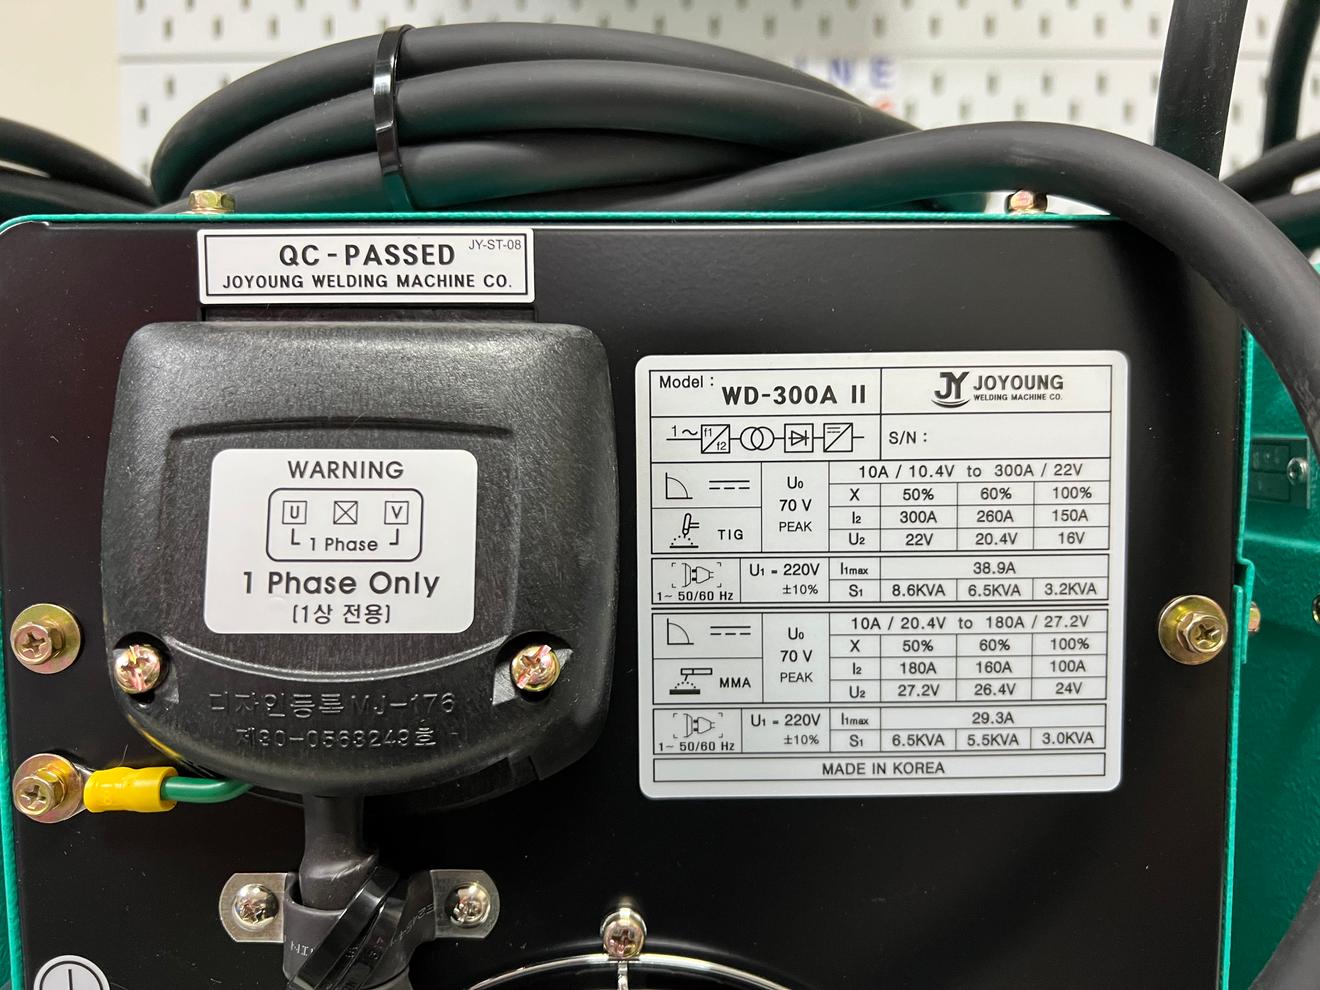 INE
QC-PASSED JY-ST-08
JOYOUNG WELDING MACHINE CO.
WARNING
U V
1 Phase
1 Phase Only
(1상 전용)
디자인등록 MJ-176
제30-0563249호
Model : WD-300A II
JY JOYOUNG
WELDING MACHINE CO.
1~ f1 f2
S/N :
TIG
U0
70 V
PEAK
10A / 10.4V to 300A / 22V
X 50% 60% 100%
I2 300A 260A 150A
U2 22V 20.4V 16V
1~ 50/60 Hz
U1 = 220V
±10%
I1max 38.9A
S1 8.6KVA 6.5KVA 3.2KVA
MMA
U0
70 V
PEAK
10A / 20.4V to 180A / 27.2V
X 50% 60% 100%
I2 180A 160A 100A
U2 27.2V 26.4V 24V
1~ 50/60 Hz
U1 = 220V
±10%
I1max 29.3A
S1 6.5KVA 5.5KVA 3.0KVA
MADE IN KOREA